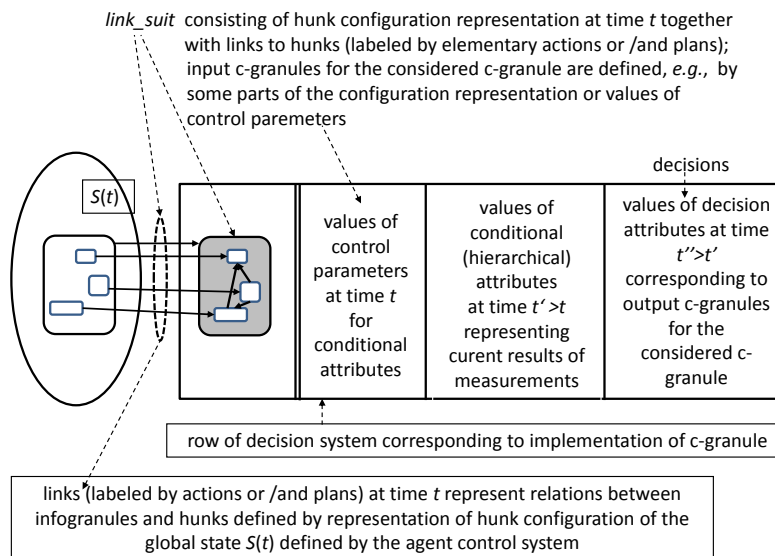 link_suit consisting of hunk configuration representation at time t together
with links to hunks (labeled by elementary actions or /and plans);
input c-granules for the considered c-granule are defined, e.g., by
some parts of the configuration representation or values of
control paremeters
decisions
S(t)
values of
control
parameters
at time t
for
conditional
attributes
values of
conditional
(hierarchical)
attributes
at time t‘ >t
representing
curent results of
measurements
values of decision
attributes at time
t’’>t’
corresponding to
output c-granules
for the
considered c-
granule
row of decision system corresponding to implementation of c-granule
links (labeled by actions or /and plans) at time t represent relations between
infogranules and hunks defined by representation of hunk configuration of the
global state S(t) defined by the agent control system